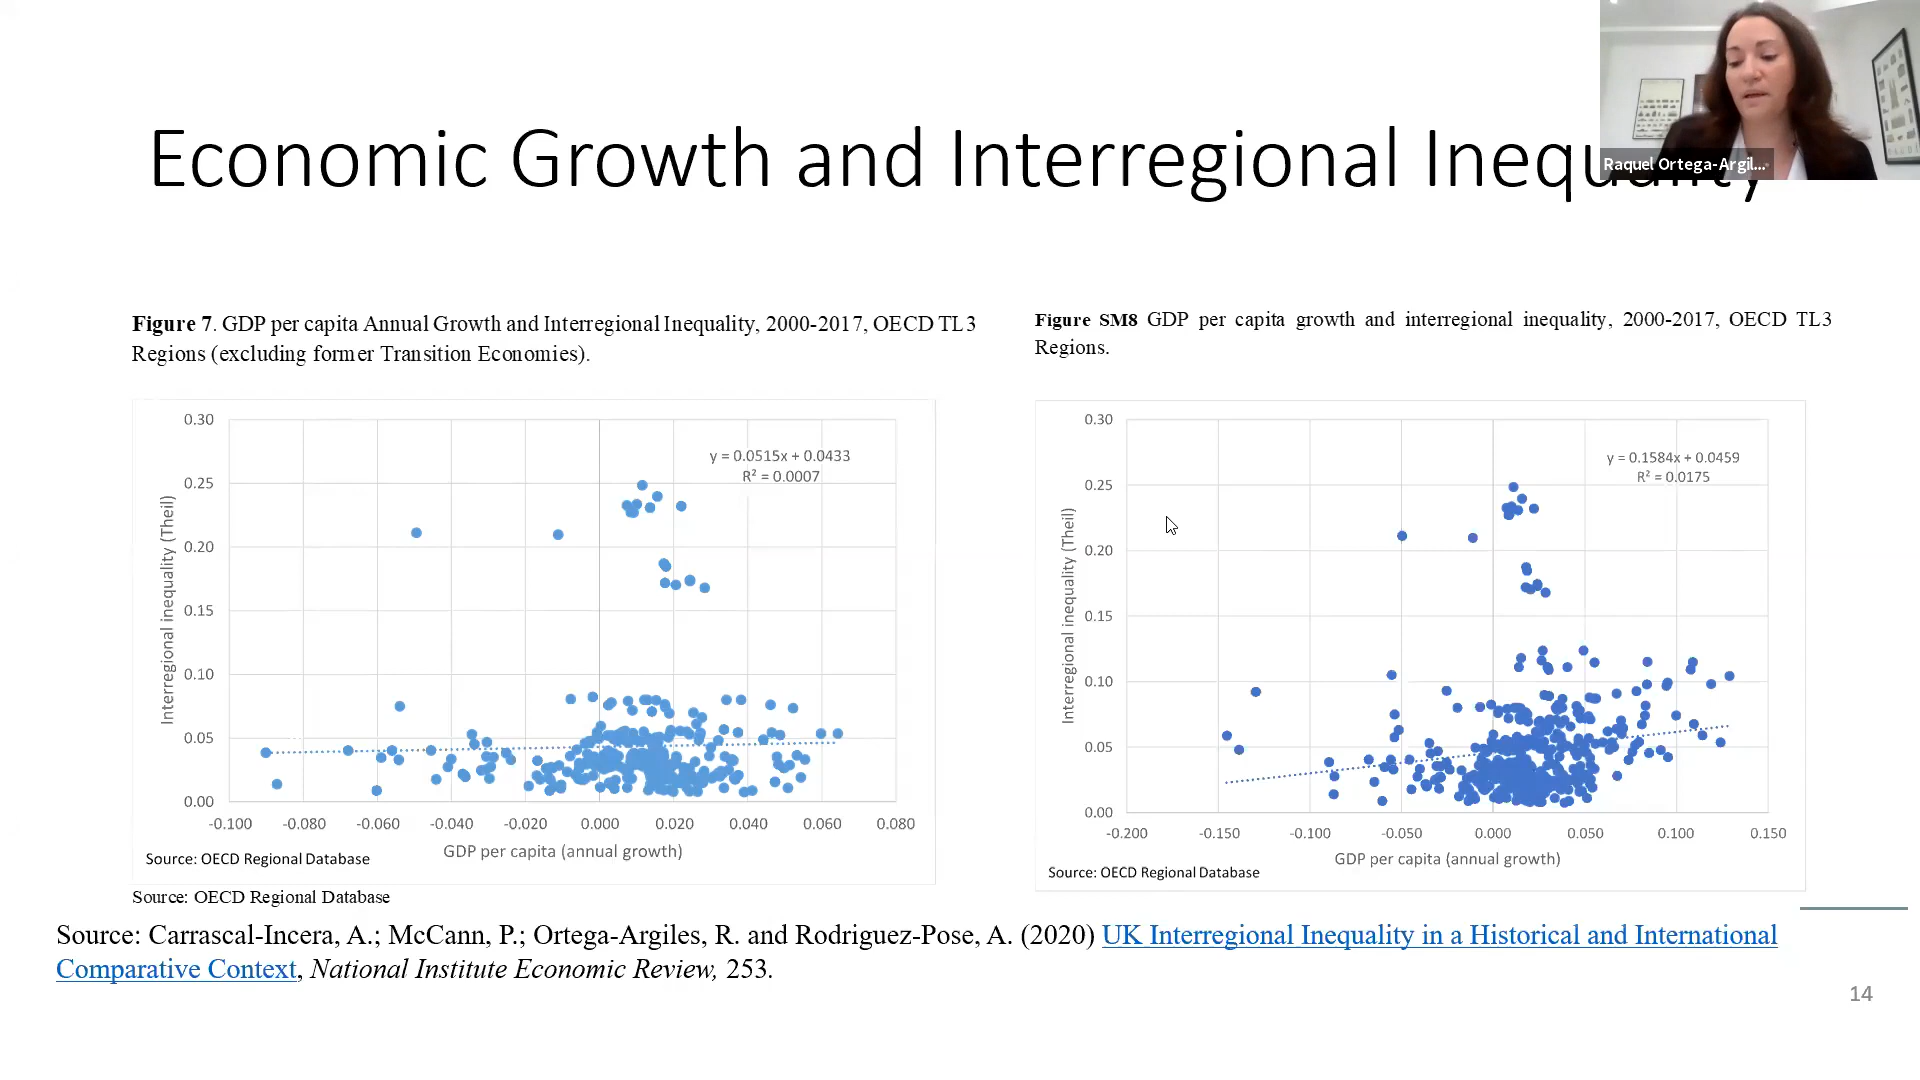 Economic Growth and Interregional Inequality
Raquel Ortega-Argil...
Figure 7. GDP per capita Annual Growth and Interregional Inequality, 2000-2017, OECD TL3
Regions (excluding former Transition Economies).
0.30
0.25
0.20
0.15
0.10
0.05
0.00
Interregional inequality (Theil)
y = 0.0515x + 0.0433
R² = 0.0007
-0.100 -0.080 -0.060 -0.040 -0.020 0.000 0.020 0.040 0.060 0.080
GDP per capita (annual growth)
Source: OECD Regional Database
Source: OECD Regional Database
Figure SM8 GDP per capita growth and interregional inequality, 2000-2017, OECD TL3
Regions.
0.30
0.25
0.20
0.15
0.10
0.05
0.00
Interregional inequality (Theil)
y = 0.1584x + 0.0459
R² = 0.0175
-0.200 -0.150 -0.100 -0.050 0.000 0.050 0.100 0.150
GDP per capita (annual growth)
Source: OECD Regional Database
Source: Carrascal-Incera, A.; McCann, P.; Ortega-Argiles, R. and Rodriguez-Pose, A. (2020) UK Interregional Inequality in a Historical and International
Comparative Context, National Institute Economic Review, 253.
14